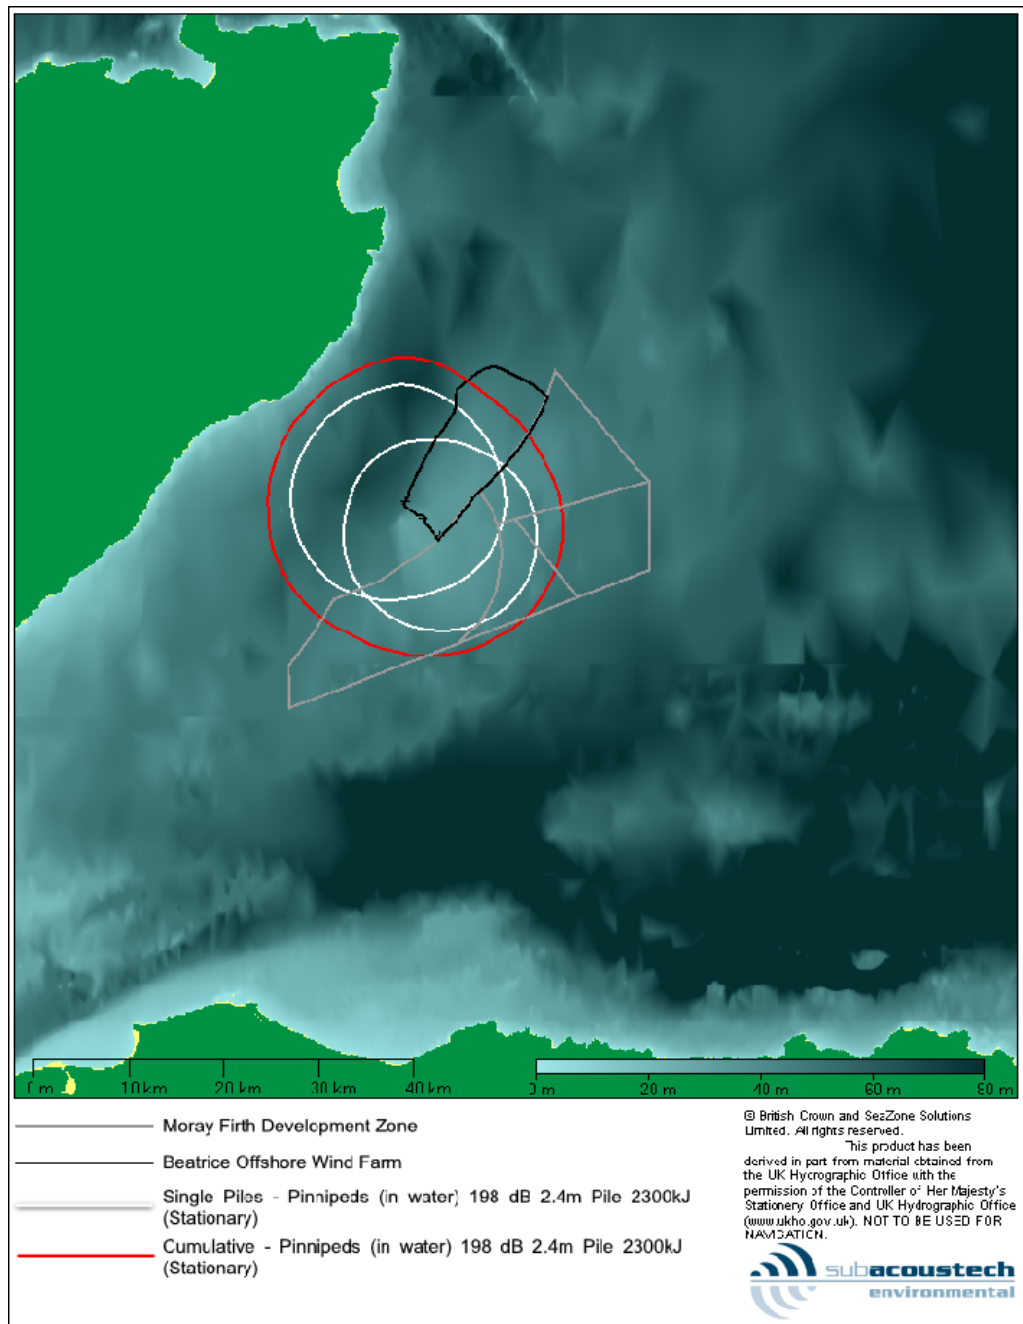 0 m 10 km 20 km 30 km 40 km 0 m 20 m 40 m 60 m 80 m
Moray Firth Development Zone
Beatrice Offshore Wind Farm
Single Piles - Pinnipeds (in water) 198 dB 2.4m Pile 2300kJ
(Stationary)
Cumulative - Pinnipeds (in water) 198 dB 2.4m Pile 2300kJ
(Stationary)
© British Crown and SeaZone Solutions
Limited. All rights reserved.
This product has been
derived in part from material obtained from
the UK Hydrographic Office with the
permission of the Controller of Her Majesty's
Stationery Office and UK Hydrographic Office
(www.ukho.gov.uk). NOT TO BE USED FOR
NAVIGATION.
subacoustech
environmental